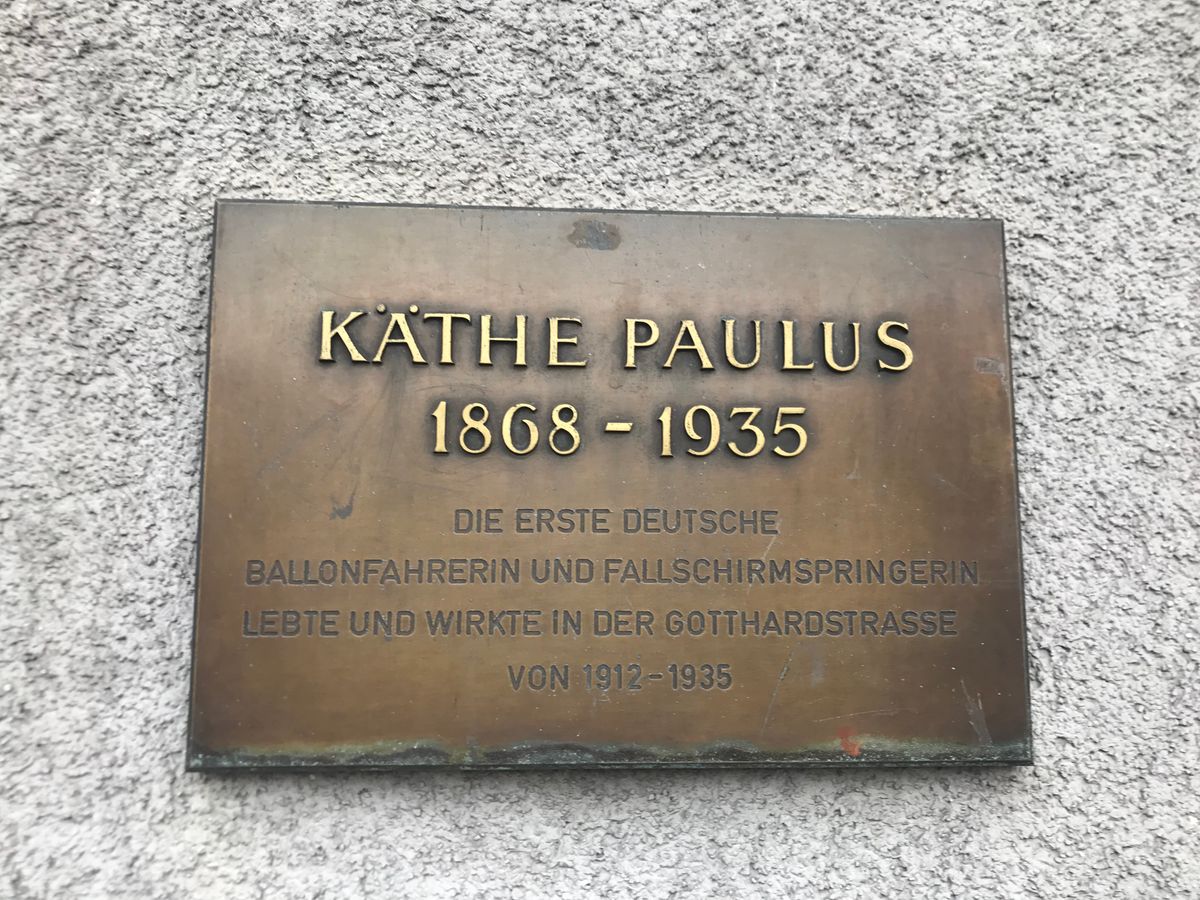 KÄTHE PAULUS
1868 - 1935
DIE ERSTE DEUTSCHE
BALLONFAHRERIN UND FALLSCHIRMSPRINGERIN
LEBTE UND WIRKTE IN DER GOTTHARDSTRASSE
VON 1912-1935